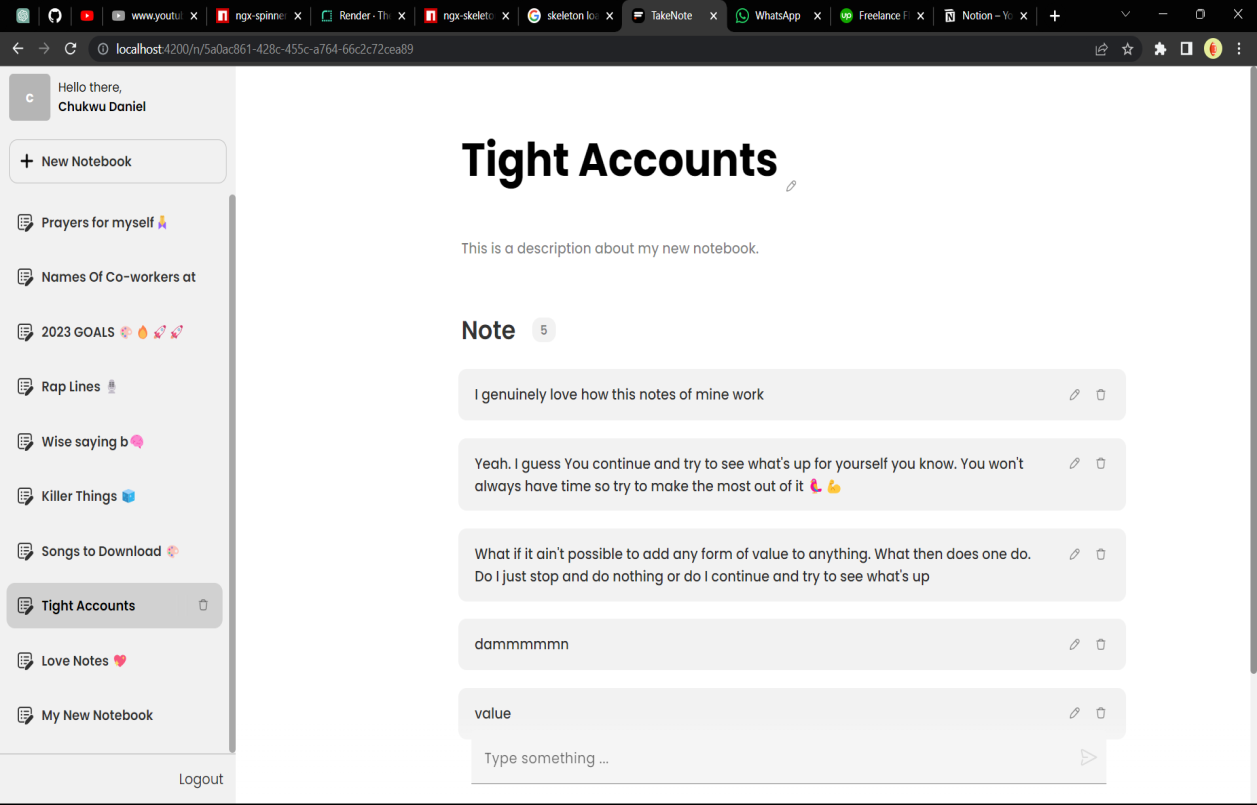 www.youtu
ngx-spinne
Render · Th
ngx-skeleto
skeleton loa
TakeNote
WhatsApp
up
Freelance F
Notion – Yo
localhost:4200/n/5a0ac861-428c-455c-a764-66c2c72cea89
C
Hello there,
Chukwu Daniel
New Notebook
Prayers for myself🧜‍♀️
Names Of Co-workers at
2023 GOALS
Rap Lines
Wise saying b🧠
Killer Things 🧊
Songs to Download
Tight Accounts
Love Notes 💖
My New Notebook
Logout
Tight Accounts
This is a description about my new notebook.
Note 5
I genuinely love how this notes of mine work
Yeah. I guess You continue and try to see what's up for yourself you know. You won't
always have time so try to make the most out of it
What if it ain't possible to add any form of value to anything. What then does one do.
Do I just stop and do nothing or do I continue and try to see what's up
dammmmmn
value
Type something ...